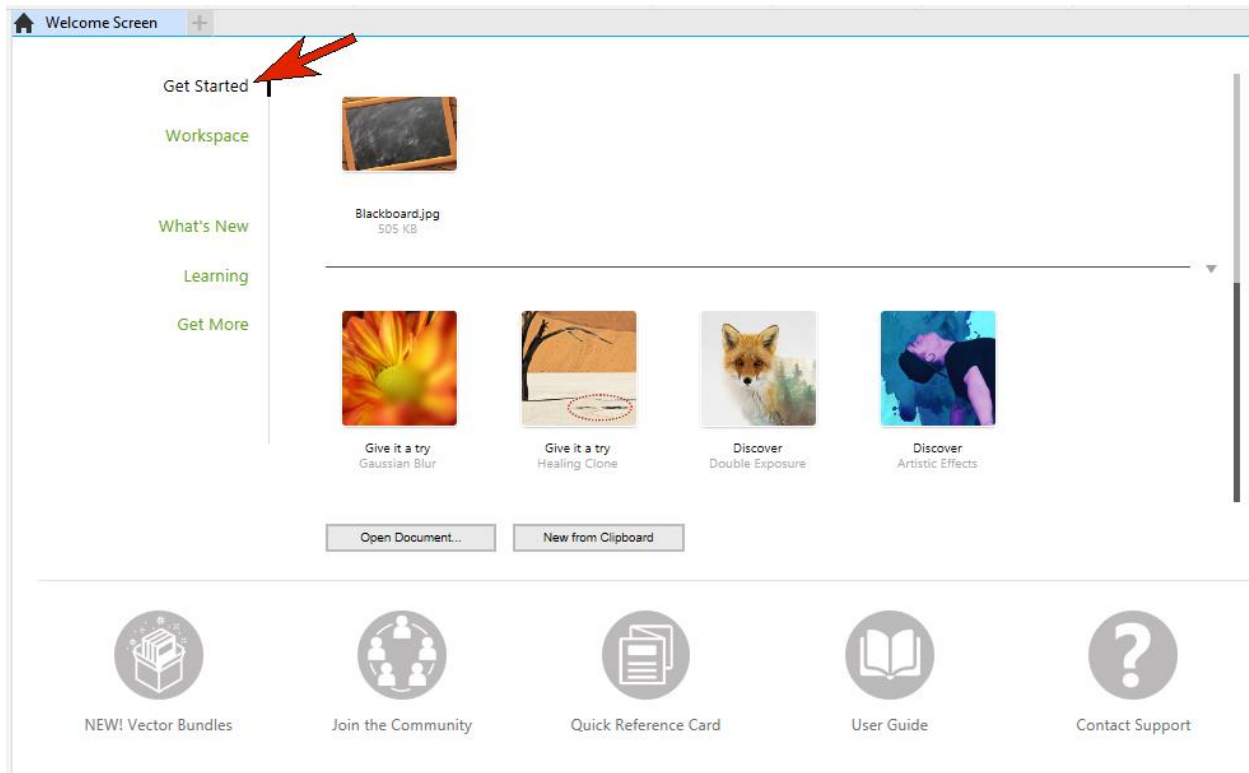 Welcome Screen
Get Started
Workspace
What's New
Learning
Get More
Blackboard.jpg
505 KB
Give it a try
Gaussian Blur
Give it a try
Healing Clone
Discover
Double Exposure
Discover
Artistic Effects
Open Document...
New from Clipboard
NEW! Vector Bundles
Join the Community
Quick Reference Card
User Guide
Contact Support